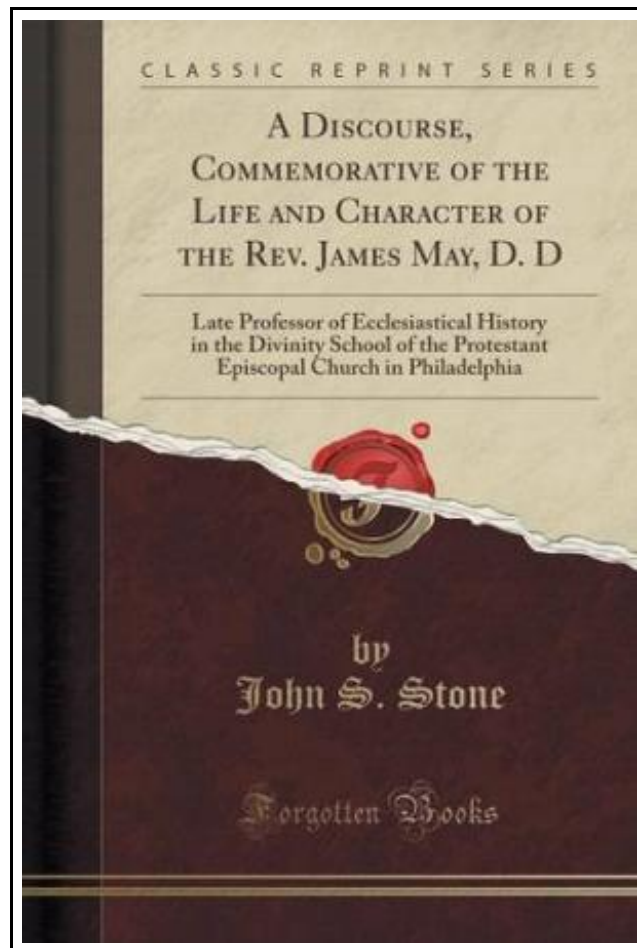 CLASSIC REPRINT SERIES
A DISCOURSE,
COMMEMORATIVE OF THE
LIFE AND CHARACTER OF
THE REV. JAMES MAY, D. D
Late Professor of Ecclesiastical History
in the Divinity School of the Protestant
Episcopal Church in Philadelphia
by
John S. Stone
Forgotten Books